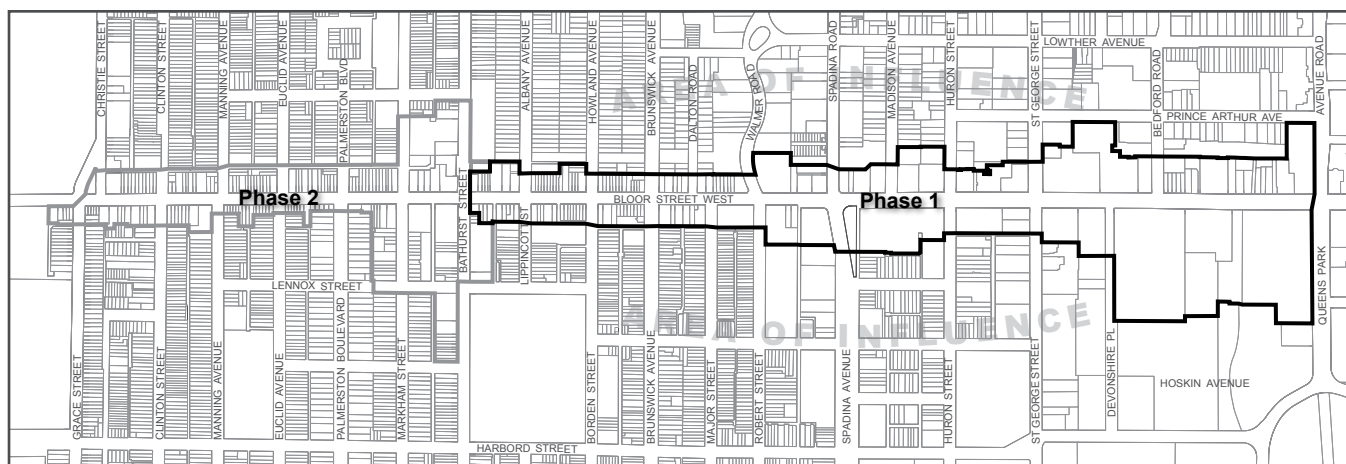 CHRISTIE STREET
CLINTON STREET
MANNING AVENUE
EUCLID AVENUE
PALMERSTON BLVD
ALBANY AVENUE
HOWLAND AVENUE
BRUNSWICK AVENUE
DALTON ROAD
WALMER ROAD
SPADINA ROAD
MADISON AVENUE
HURON STREET
ST GEORGE STREET
LOWTHER AVENUE
BEDFORD ROAD
AVENUE ROAD
AREA OF INFLUENCE
PRINCE ARTHUR AVE
Phase 2
BATHURST STREET
LIPPINCOTT ST
BLOOR STREET WEST
Phase 1
LENNOX STREET
AREA OF INFLUENCE
QUEENS PARK
GRACE STREET
CLINTON STREET
MANNING AVENUE
EUCLID AVENUE
PALMERSTON BOULEVARD
MARKHAM STREET
BORDEN STREET
BRUNSWICK AVENUE
MAJOR STREET
ROBERT STREET
SPADINA AVENUE
HURON STREET
ST GEORGE STREET
DEVONSHIRE PL
HOSKIN AVENUE
HARBORD STREET